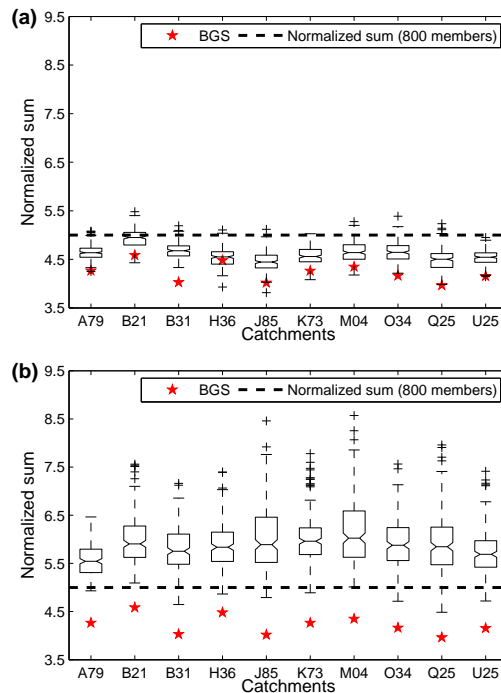 (a)
9.5
BGS Normalized sum (800 members)
8.5
7.5
6.5
5.5
4.5
3.5
Normalized sum
A79 B21 B31 H36 J85 K73 M04 O34 Q25 U25
Catchments
(b)
9.5
BGS Normalized sum (800 members)
8.5
7.5
6.5
5.5
4.5
3.5
Normalized sum
A79 B21 B31 H36 J85 K73 M04 O34 Q25 U25
Catchments